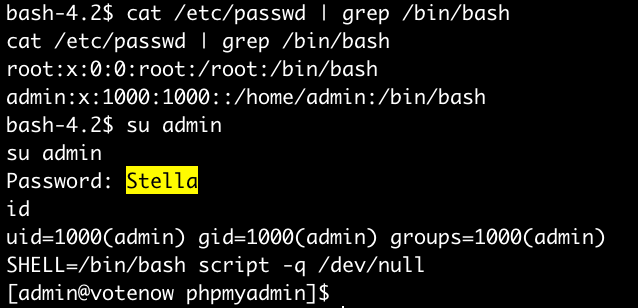 bash-4.2$ cat /etc/passwd | grep /bin/bash
cat /etc/passwd | grep /bin/bash
root:x:0:0:root:/root:/bin/bash
admin:x:1000:1000::/home/admin:/bin/bash
bash-4.2$ su admin
su admin
Password: Stella
id
uid=1000(admin) gid=1000(admin) groups=1000(admin)
SHELL=/bin/bash script -q /dev/null
[admin@votenow phpmyadmin]$